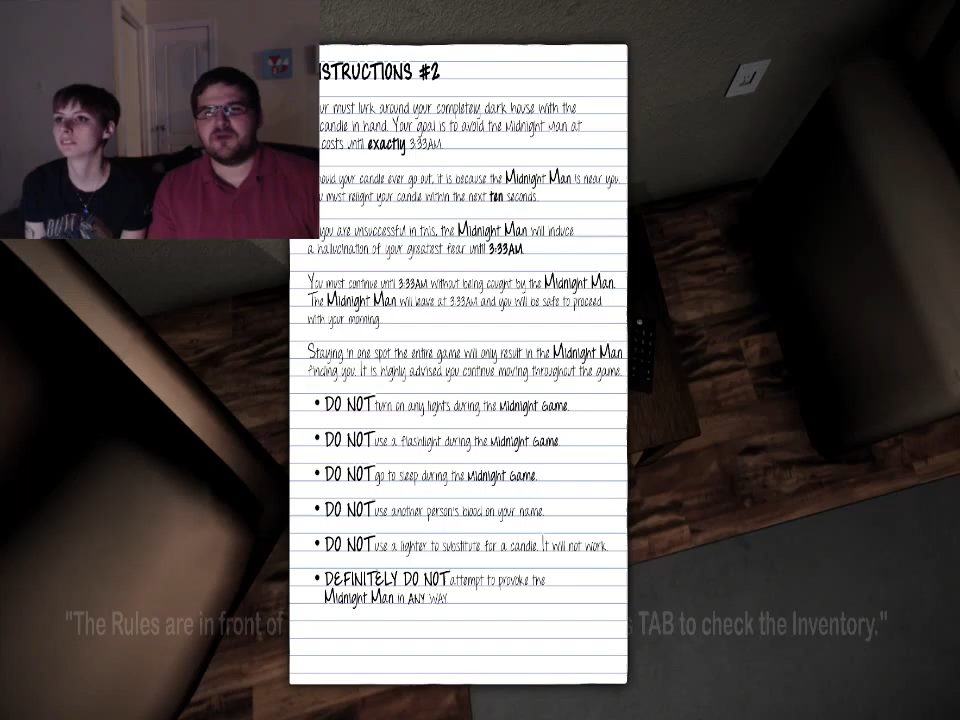 ISTRUCTIONS #2
ur must lurk around your completely dark house with the
candle in hand. Your goal is to avoid the Midnight Man at
costs until exactly 3:33AM
ould your candle ever go out, it is because the Midnight Man is near you.
u must relight your candle within the next ten seconds.
you are unsuccessful in this, the Midnight Man will induce
a hallucination of your greatest fear until 3:33AM.
You must continue until 3:33AM without being caught by the Midnight Man.
The Midnight Man will leave at 3:33AM and you will be safe to proceed
with your morning.
Staying in one spot the entire game will only result in the Midnight Man
finding you. It is highly advised you continue moving throughout the game.
• DO NOT turn on any lights during the Midnight Game.
• DO NOT use a flashlight during the Midnight Game.
• DO NOT go to sleep during the Midnight Game.
• DO NOT use another person's blood on your name.
• DO NOT use a lighter to substitute for a candle. It will not work.
• DEFINITELY DO NOT attempt to provoke the
Midnight Man in ANY WAY
"The Rules are in front of TAB to check the Inventory."